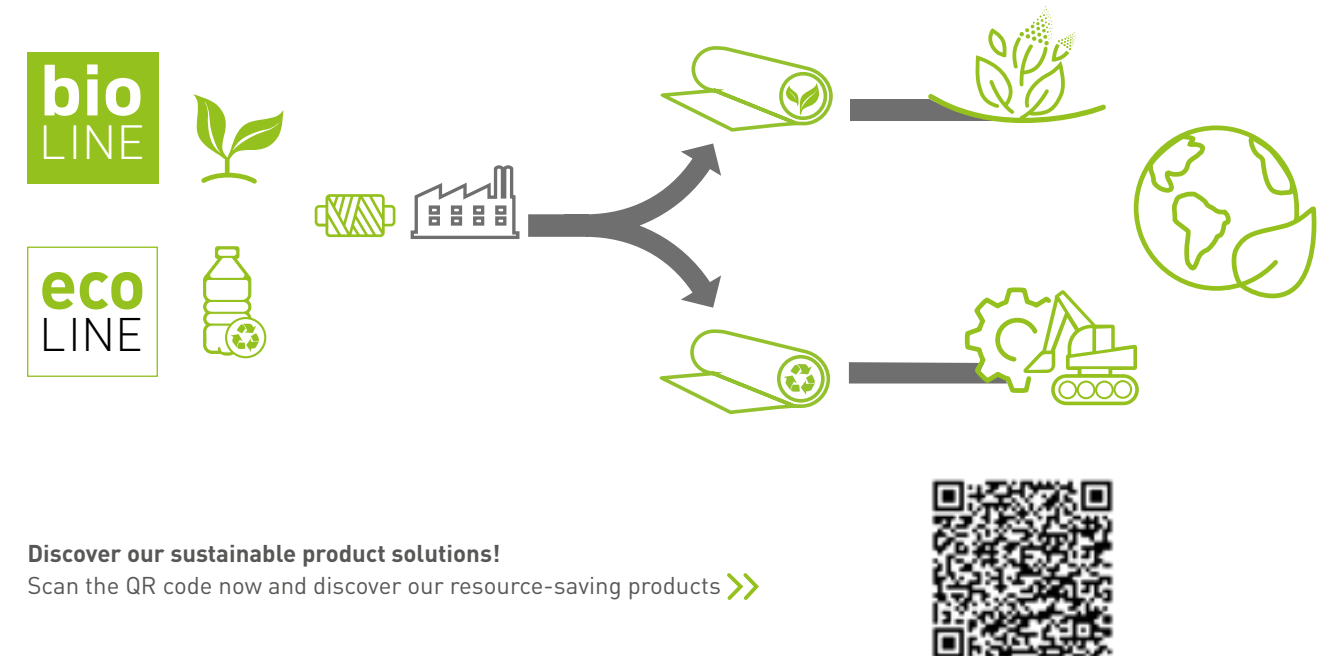 bio
LINE
eco
LINE
Discover our sustainable product solutions!
Scan the QR code now and discover our resource-saving products